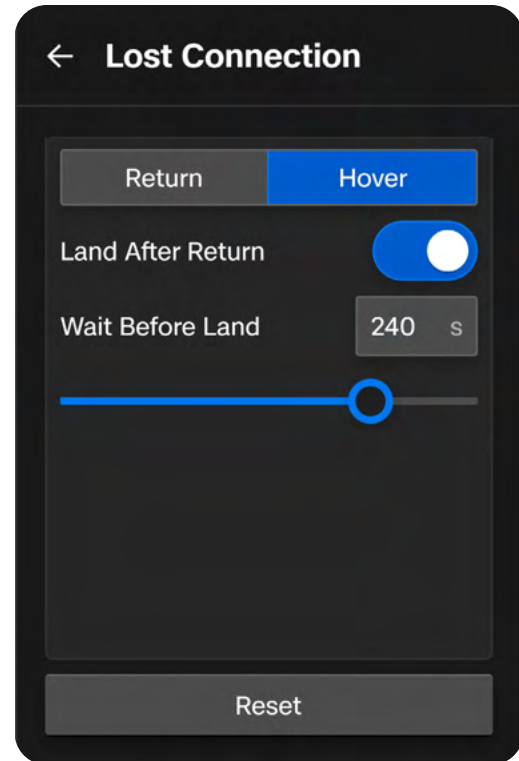 Lost Connection
Return Hover
Land After Return
Wait Before Land 240 s
Reset